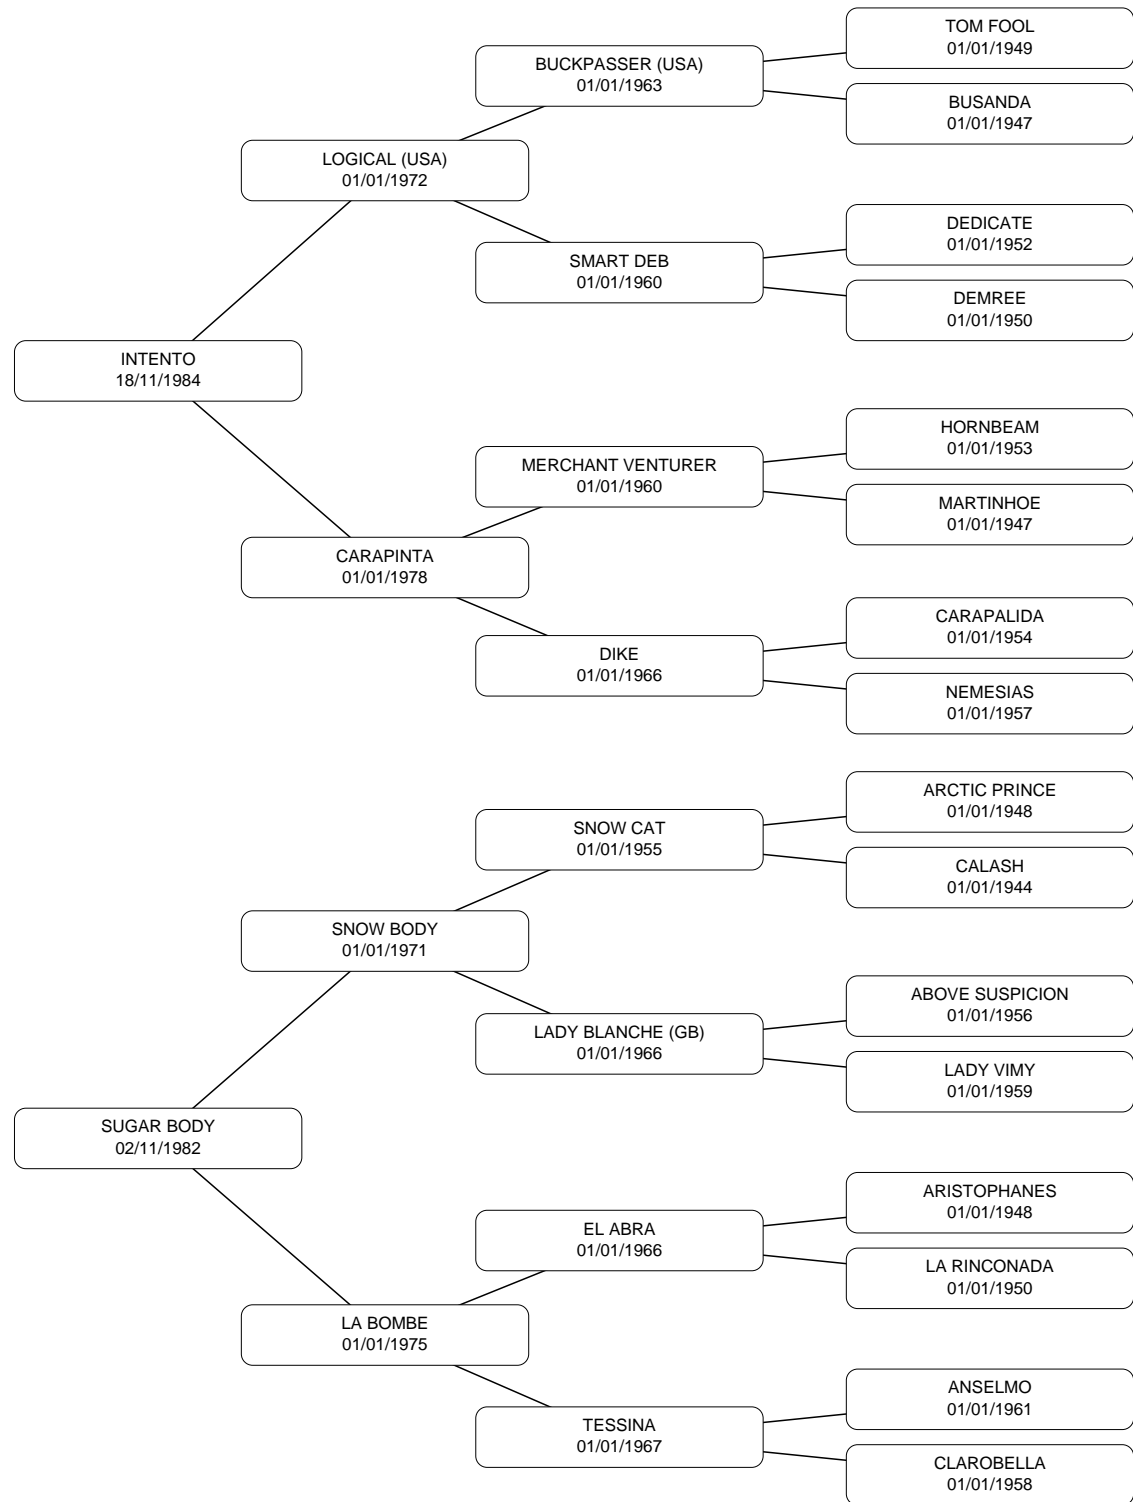 TOM FOOL
01/01/1949
BUCKPASSER (USA)
01/01/1963
BUSANDA
01/01/1947
LOGICAL (USA)
01/01/1972
DEDICATE
01/01/1952
SMART DEB
01/01/1960
DEMREE
01/01/1950
INTENTO
18/11/1984
HORNBEAM
01/01/1953
MERCHANT VENTURER
01/01/1960
MARTINHOE
01/01/1947
CARAPINTA
01/01/1978
CARAPALIDA
01/01/1954
DIKE
01/01/1966
NEMESIAS
01/01/1957
ARCTIC PRINCE
01/01/1948
SNOW CAT
01/01/1955
CALASH
01/01/1944
SNOW BODY
01/01/1971
ABOVE SUSPICION
01/01/1956
LADY BLANCHE (GB)
01/01/1966
LADY VIMY
01/01/1959
SUGAR BODY
02/11/1982
ARISTOPHANES
01/01/1948
EL ABRA
01/01/1966
LA RINCONADA
01/01/1950
LA BOMBE
01/01/1975
ANSELMO
01/01/1961
TESSINA
01/01/1967
CLAROBELLA
01/01/1958